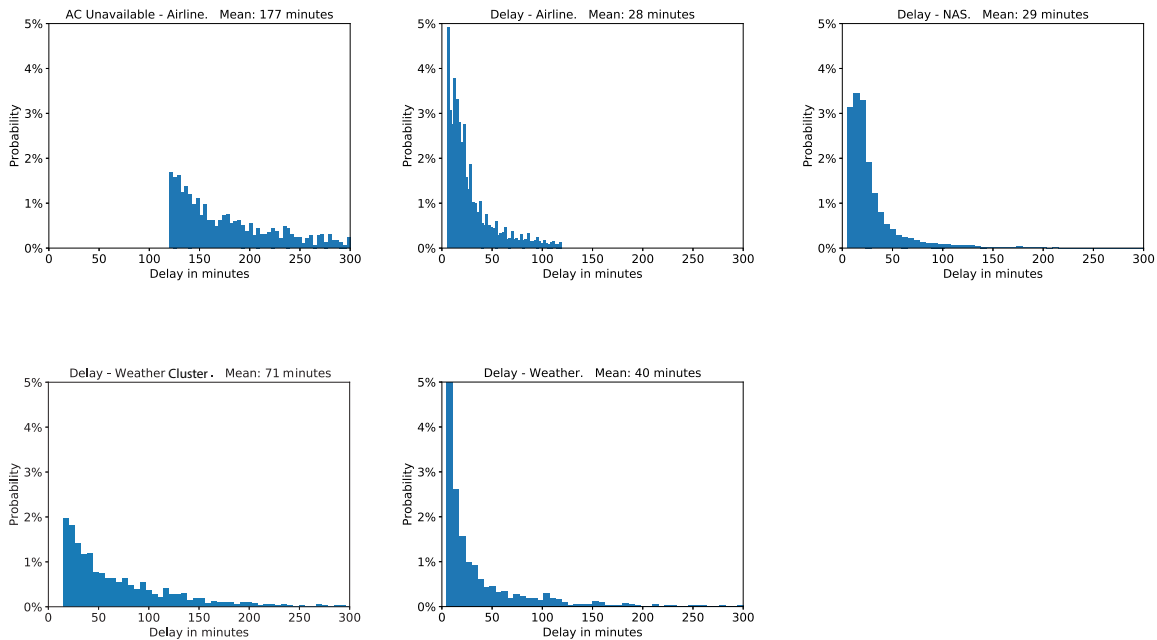 AC Unavailable - Airline.   Mean: 177 minutes
5%
4%
3%
2%
1%
0%
Probability
0 50 100 150 200 250 300
Delay in minutes
Delay - Airline.   Mean: 28 minutes
5%
4%
3%
2%
1%
0%
Probability
0 50 100 150 200 250 300
Delay in minutes
Delay - NAS.   Mean: 29 minutes
5%
4%
3%
2%
1%
0%
Probability
0 50 100 150 200 250 300
Delay in minutes
Delay - Weather Cluster.   Mean: 71 minutes
5%
4%
3%
2%
1%
0%
Probability
0 50 100 150 200 250 300
Delay in minutes
Delay - Weather.   Mean: 40 minutes
5%
4%
3%
2%
1%
0%
Probability
0 50 100 150 200 250 300
Delay in minutes